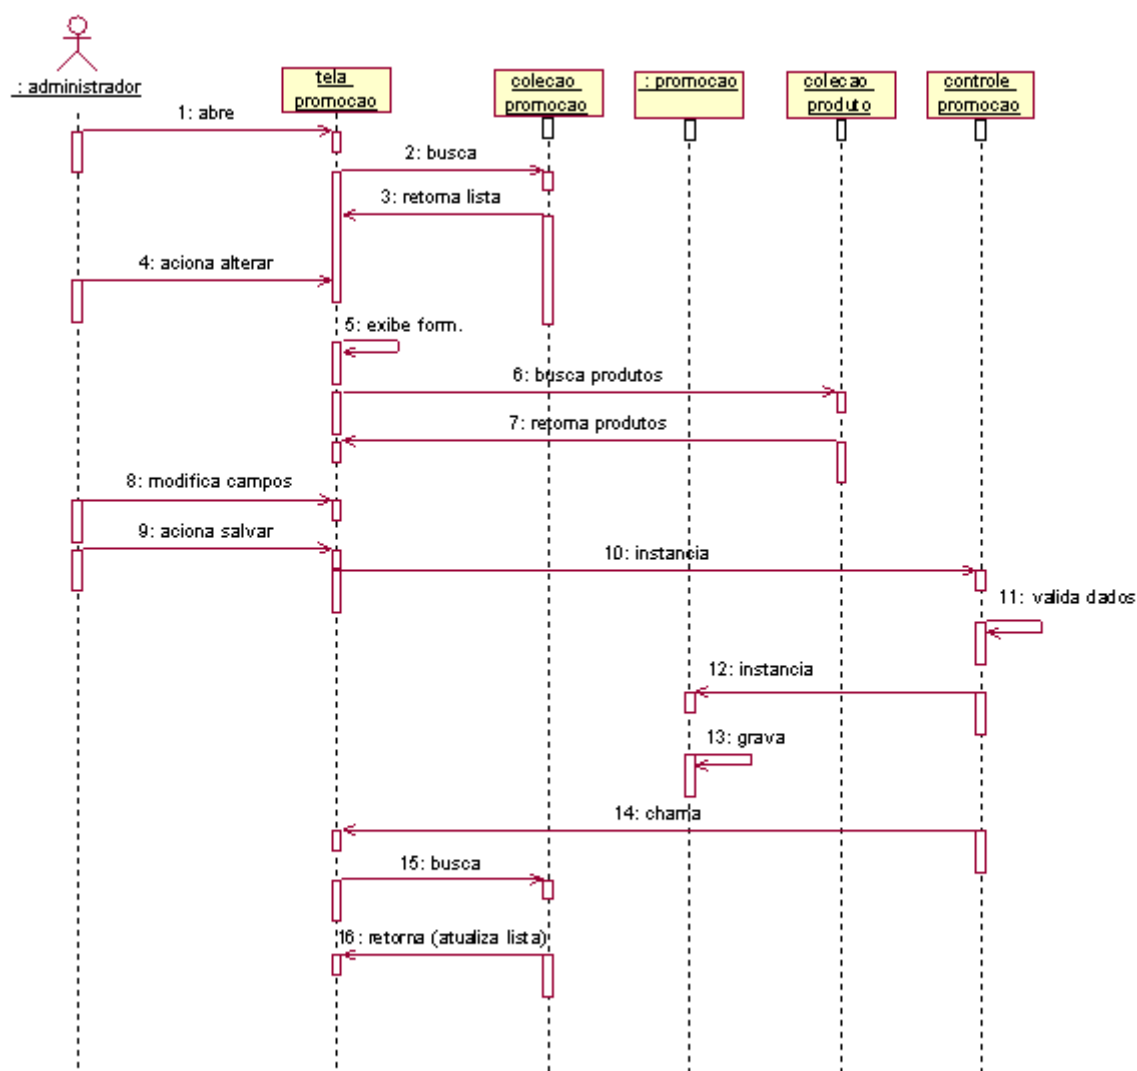 : administrador
tela
promocao
colecao
promocao
: promocao
colecao
produto
controle
promocao
1: abre
2: busca
3: retorna lista
4: aciona alterar
5: exibe form.
6: busca produtos
7: retorna produtos
8: modifica campos
9: aciona salvar
10: instancia
11: valida dados
12: instancia
13: grava
14: chama
15: busca
16: retorna (atualiza lista)